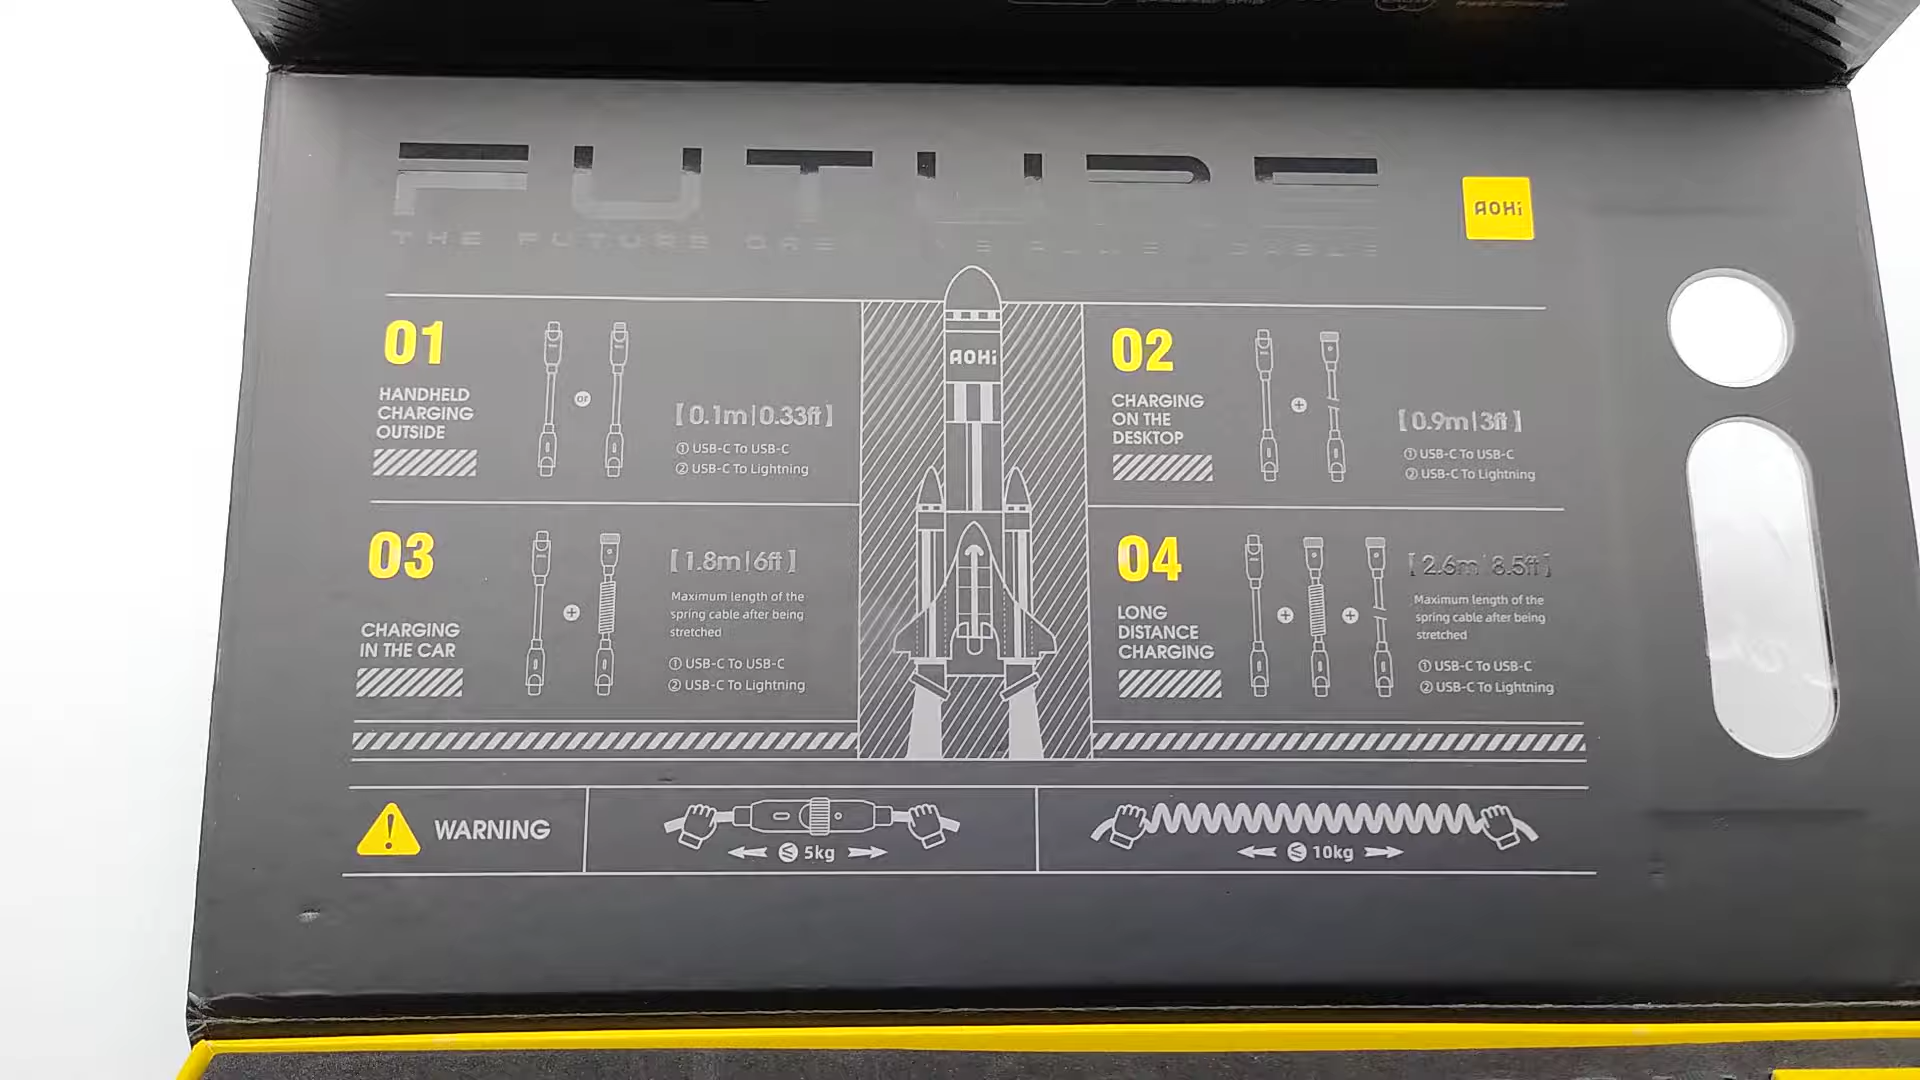 FUTURE
THE FUTURE
AOHi
AOHi
01
HANDHELD
CHARGING
OUTSIDE
or
【0.1m|0.33ft】
① USB-C To USB-C
② USB-C To Lightning
02
CHARGING
ON THE
DESKTOP
+
【0.9m|3ft】
① USB-C To USB-C
② USB-C To Lightning
03
CHARGING
IN THE CAR
+
【1.8m|6ft】
Maximum length of the
spring cable after being
stretched
① USB-C To USB-C
② USB-C To Lightning
04
LONG
DISTANCE
CHARGING
+
+
【2.6m|8.5ft】
Maximum length of the
spring cable after being
stretched
① USB-C To USB-C
② USB-C To Lightning
WARNING
≤ 5kg
≤ 10kg